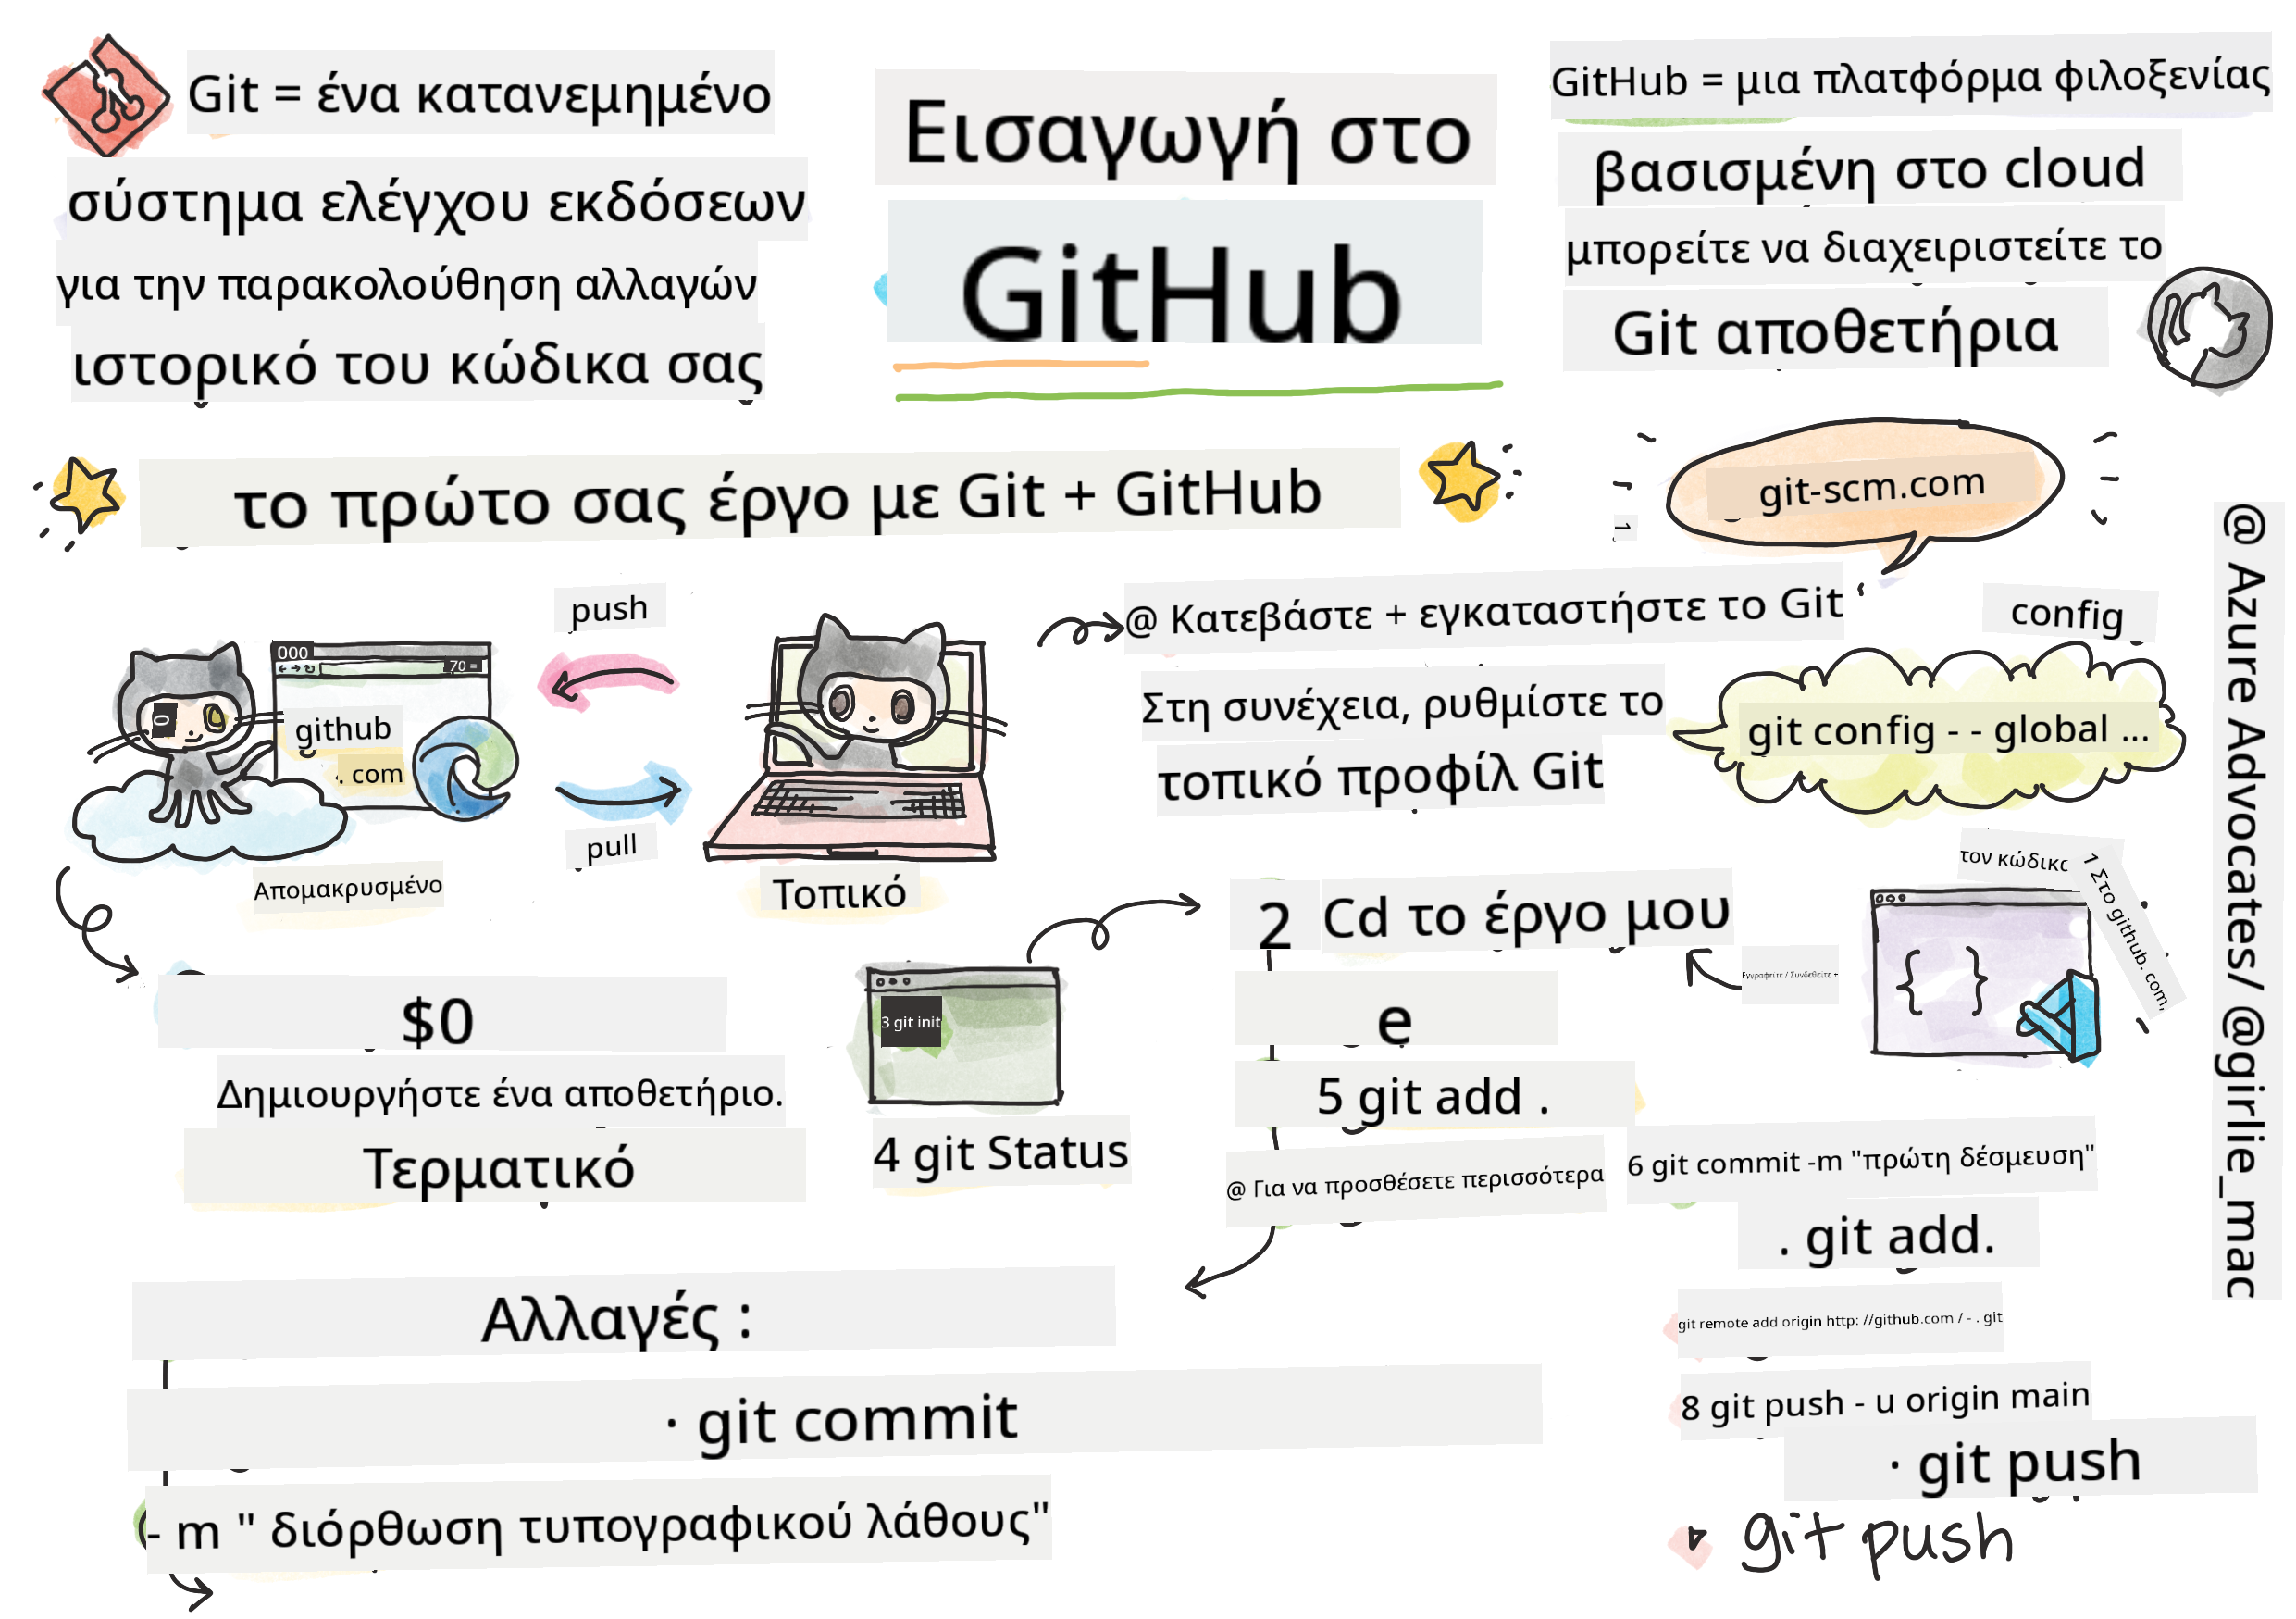 Git = ένα κατανεμημένο
σύστημα ελέγχου εκδόσεων
για την παρακολούθηση αλλαγών
ιστορικό του κώδικα σας
Εισαγωγή στο
GitHub
GitHub = μια πλατφόρμα φιλοξενίας
βασισμένη στο cloud
μπορείτε να διαχειριστείτε το
Git αποθετήρια
το πρώτο σας έργο με Git + GitHub
git-scm.com
1
@ Azure Advocates/ @girlie_mac
push
000
70 =
0
github
. com
pull
Απομακρυσμένο
Τοπικό
@ Κατεβάστε + εγκαταστήστε το Git
Στη συνέχεια, ρυθμίστε το
τοπικό προφίλ Git
config
git config - - global ...
τον κώδικα
1 Στο github. com,
Εγγραφείτε / Συνδεθείτε +
$0
Δημιουργήστε ένα αποθετήριο.
Τερματικό
3 git init
4 git Status
2 Cd το έργο μου
e
5 git add .
@ Για να προσθέσετε περισσότερα
6 git commit -m "πρώτη δέσμευση"
. git add.
git remote add origin http: //github.com / - . git
8 git push - u origin main
· git push
git push
Αλλαγές :
· git commit
- m " διόρθωση τυπογραφικού λάθους"